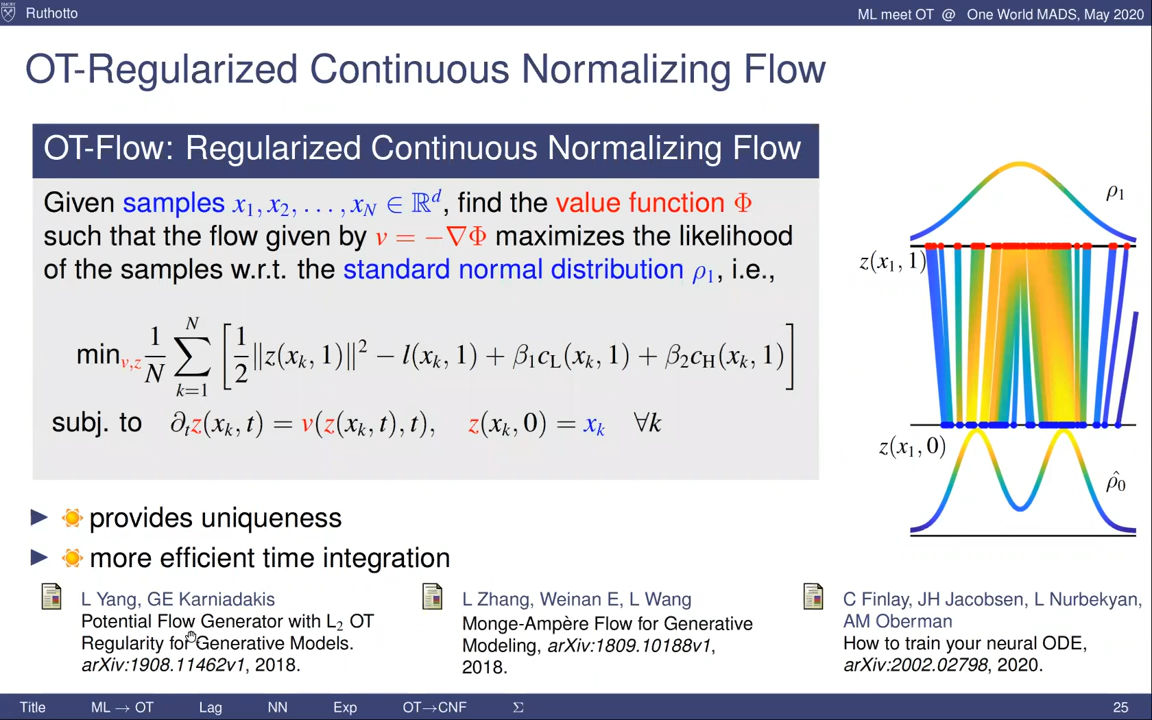 Ruthotto
ML meet OT @ One World MADS, May 2020
OT-Regularized Continuous Normalizing Flow
OT-Flow: Regularized Continuous Normalizing Flow
Given samples x₁, x₂, . . . , x_N ∈ ℝᵈ, find the value function Φ
such that the flow given by v = −∇Φ maximizes the likelihood
of the samples w.r.t. the standard normal distribution ρ₁, i.e.,
min_{v,z} 1/N ∑_{k=1}^{N} [ 1/2 ‖z(x_k, 1)‖² − l(x_k, 1) + β₁c_L(x_k, 1) + β₂c_H(x_k, 1) ]
subj. to ∂_t z(x_k, t) = v(z(x_k, t), t), z(x_k, 0) = x_k ∀k
ρ₁
z(x₁, 1)
z(x₁, 0)
ρ̂₀
provides uniqueness
more efficient time integration
L Yang, GE Karniadakis
Potential Flow Generator with L₂ OT
Regularity for Generative Models.
arXiv:1908.11462v1, 2018.
L Zhang, Weinan E, L Wang
Monge-Ampère Flow for Generative
Modeling, arXiv:1809.10188v1,
2018.
C Finlay, JH Jacobsen, L Nurbekyan,
AM Oberman
How to train your neural ODE,
arXiv:2002.02798, 2020.
Title ML → OT Lag NN Exp OT→CNF Σ 25